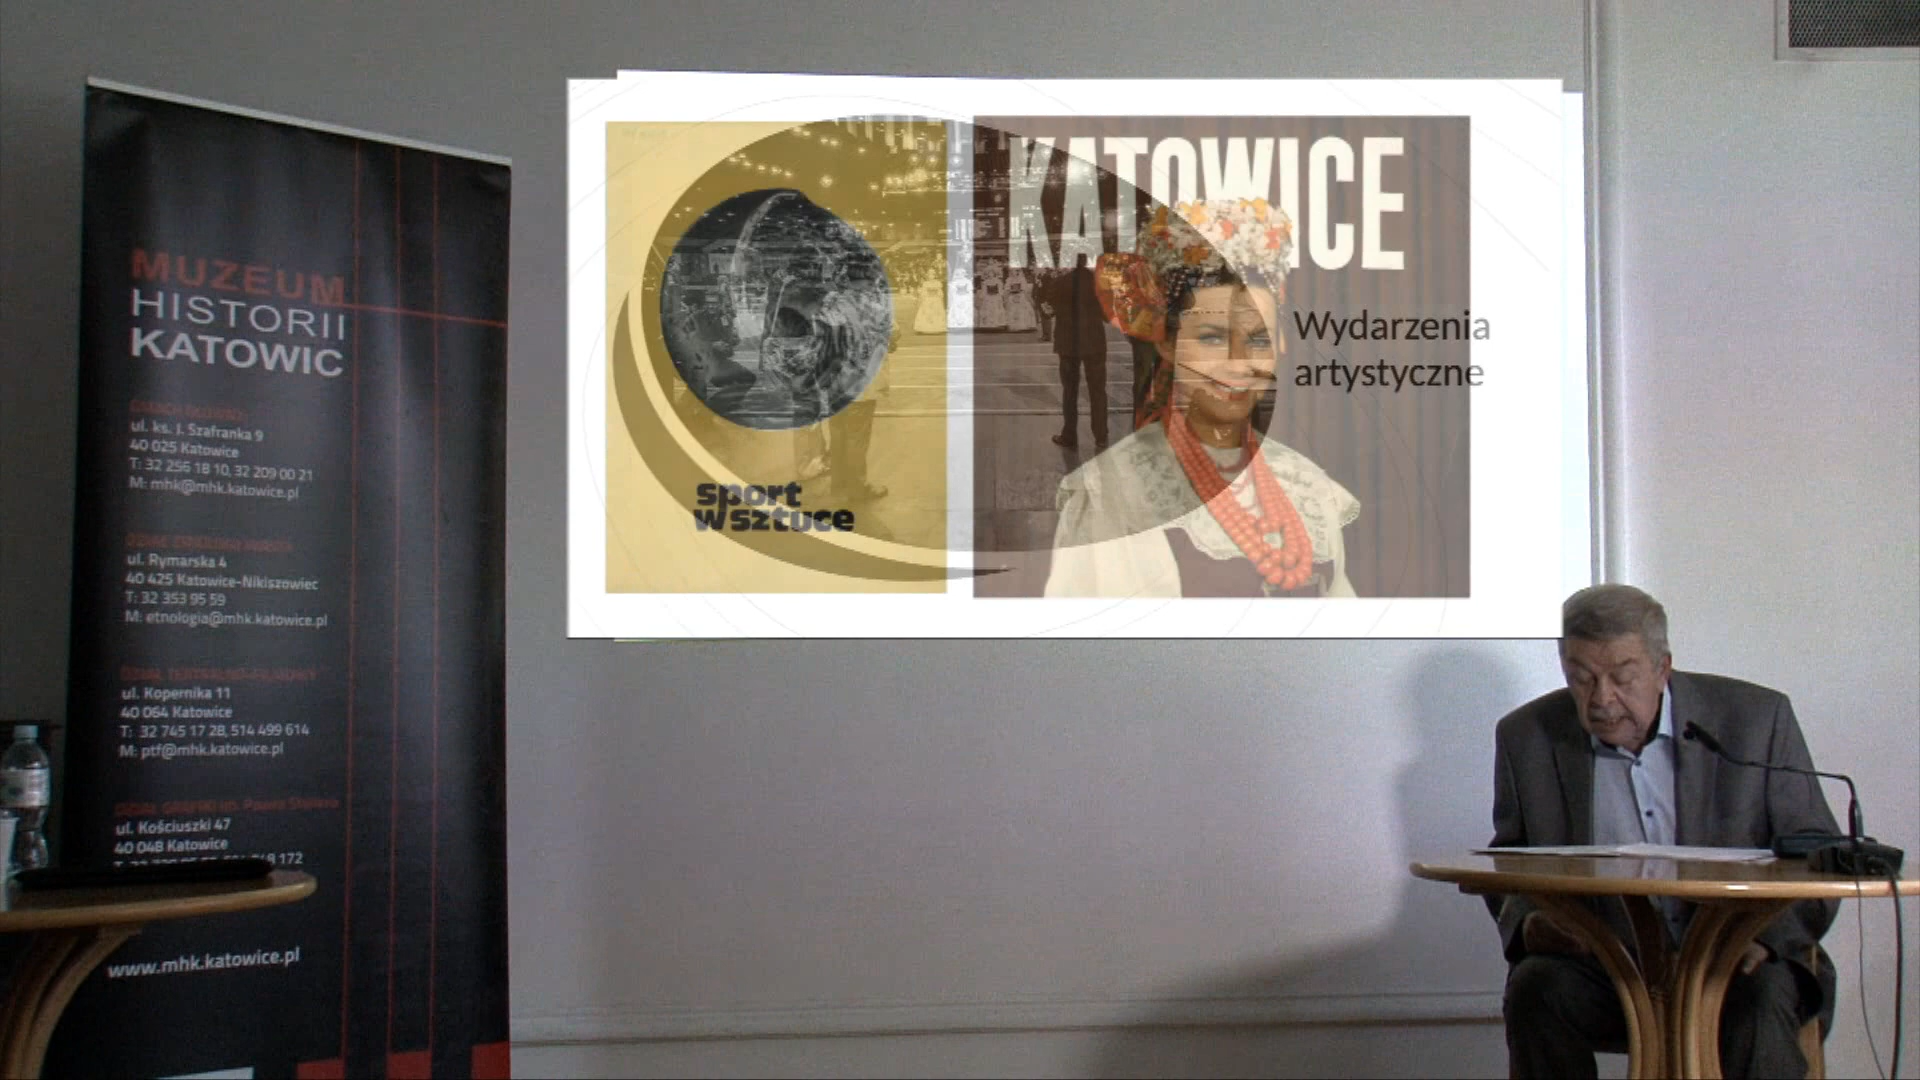 MUZEUM
HISTORII
KATOWIC
ul. ks. J. Szafranka 9
40 025 Katowice
T: 32 256 18 10, 32 209 00 21
M: mhk@mhk.katowice.pl
ul. Rymarska 4
40 425 Katowice-Nikiszowiec
T: 32 353 95 59
M: etnologia@mhk.katowice.pl
ul. Kopernika 11
40 064 Katowice
T: 32 745 17 28, 514 499 614
M: ptf@mhk.katowice.pl
ul. Kościuszki 47
40 048 Katowice
www.mhk.katowice.pl
sport
w sztuce
KATOWICE
Wydarzenia
artystyczne